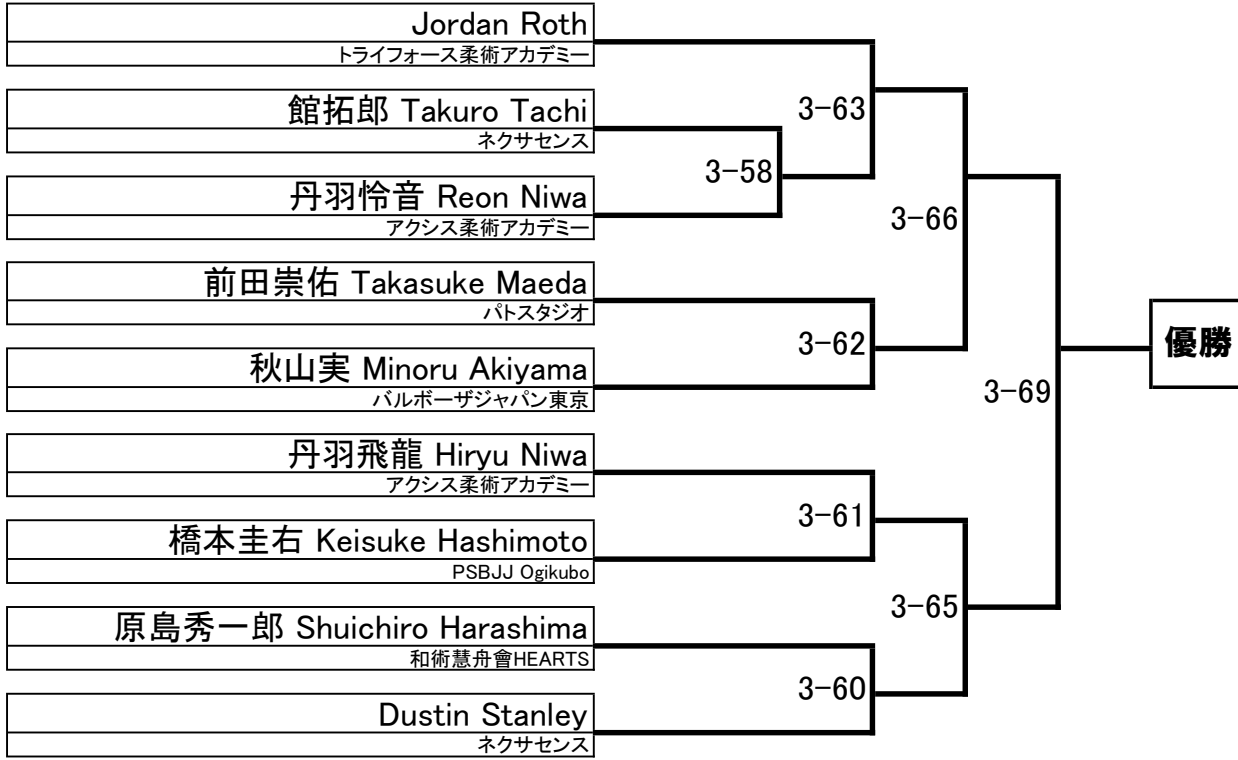 Jordan Roth
トライフォース柔術アカデミー
館拓郎 Takuro Tachi
ネクサセンス
丹羽怜音 Reon Niwa
アクシス柔術アカデミー
前田崇佑 Takasuke Maeda
パトスタジオ
秋山実 Minoru Akiyama
バルボーザジャパン東京
丹羽飛龍 Hiryu Niwa
アクシス柔術アカデミー
橋本圭右 Keisuke Hashimoto
PSBJJ Ogikubo
原島秀一郎 Shuichiro Harashima
和術慧舟會HEARTS
Dustin Stanley
ネクサセンス
3-58
3-63
3-62
3-61
3-60
3-66
3-65
3-69
優勝